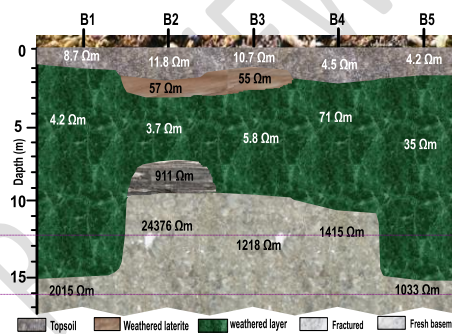 B1 B2 B3 B4 B5
0
8.7 Ωm 11.8 Ωm 10.7 Ωm 4.5 Ωm 4.2 Ωm
57 Ωm 55 Ωm
4.2 Ωm 3.7 Ωm 5.8 Ωm 71 Ωm 35 Ωm
5
911 Ωm
10
24376 Ωm 1218 Ωm 1415 Ωm
15
2015 Ωm 1033 Ωm
Dapth (m)
Topsoil Weathered laterite weathered layer Fractured Fresh basem